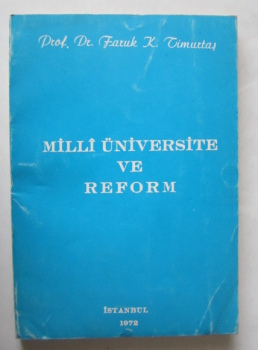 Prof. Dr. Faruk K. Timurtaş
MİLLÎ ÜNİVERSİTE
VE
REFORM
İSTANBUL
1972